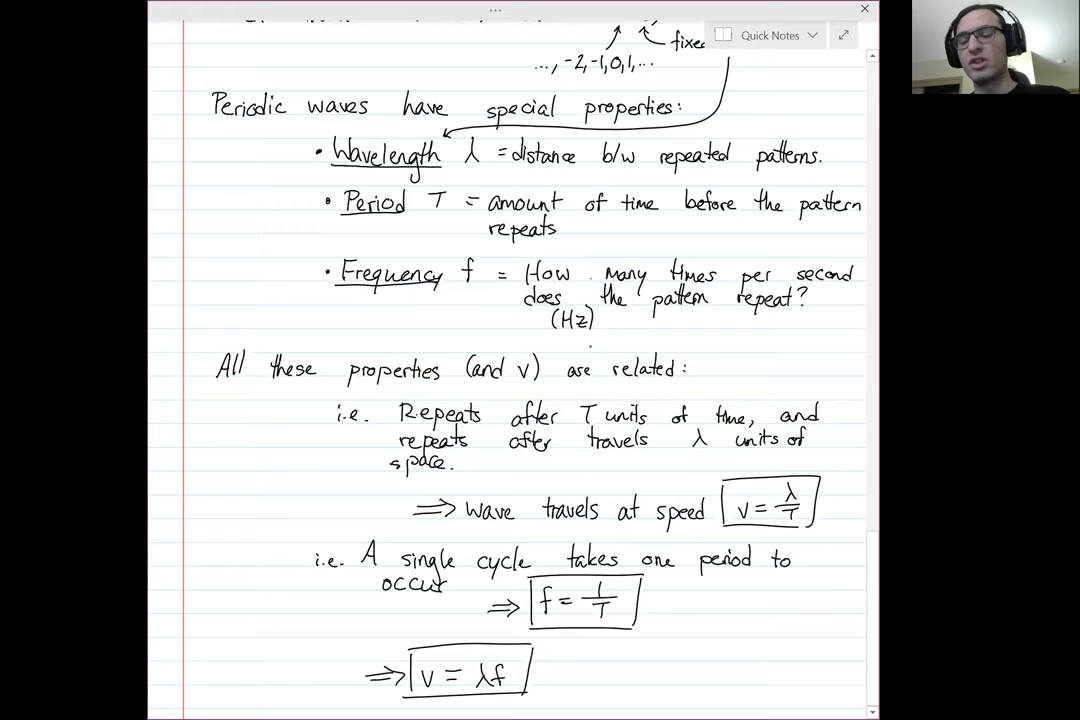 ...
Quick Notes
fixed
..., -2, -1, 0, 1, ...
Periodic waves have special properties:
• Wavelength λ = distance b/w repeated patterns.
• Period T = amount of time before the pattern
repeats
• Frequency f = How many times per second
does the pattern repeat?
(Hz)
All these properties (and v) are related:
i.e. Repeats after T units of time, and
repeats after travels λ units of
space.
⟹ wave travels at speed v = λ/T
i.e. A single cycle takes one period to
occur
⟹ f = 1/T
⟹ v = λf